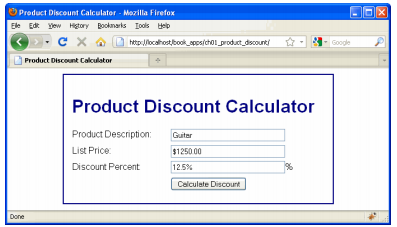 Product Discount Calculator - Mozilla Firefox
File Edit View History Bookmarks Tools Help
http://localhost/book_apps/ch01_product_discount/ Google
Product Discount Calculator
Product Discount Calculator
Product Description: Guitar
List Price: $1250.00
Discount Percent: 12.5% %
Calculate Discount
Done